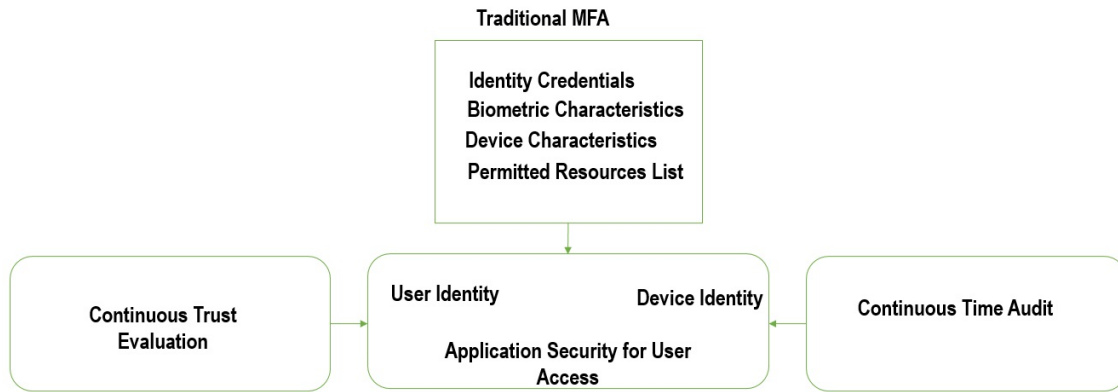 Traditional MFA
Identity Credentials
Biometric Characteristics
Device Characteristics
Permitted Resources List
User Identity
Device Identity
Application Security for User
Access
Continuous Trust
Evaluation
Continuous Time Audit